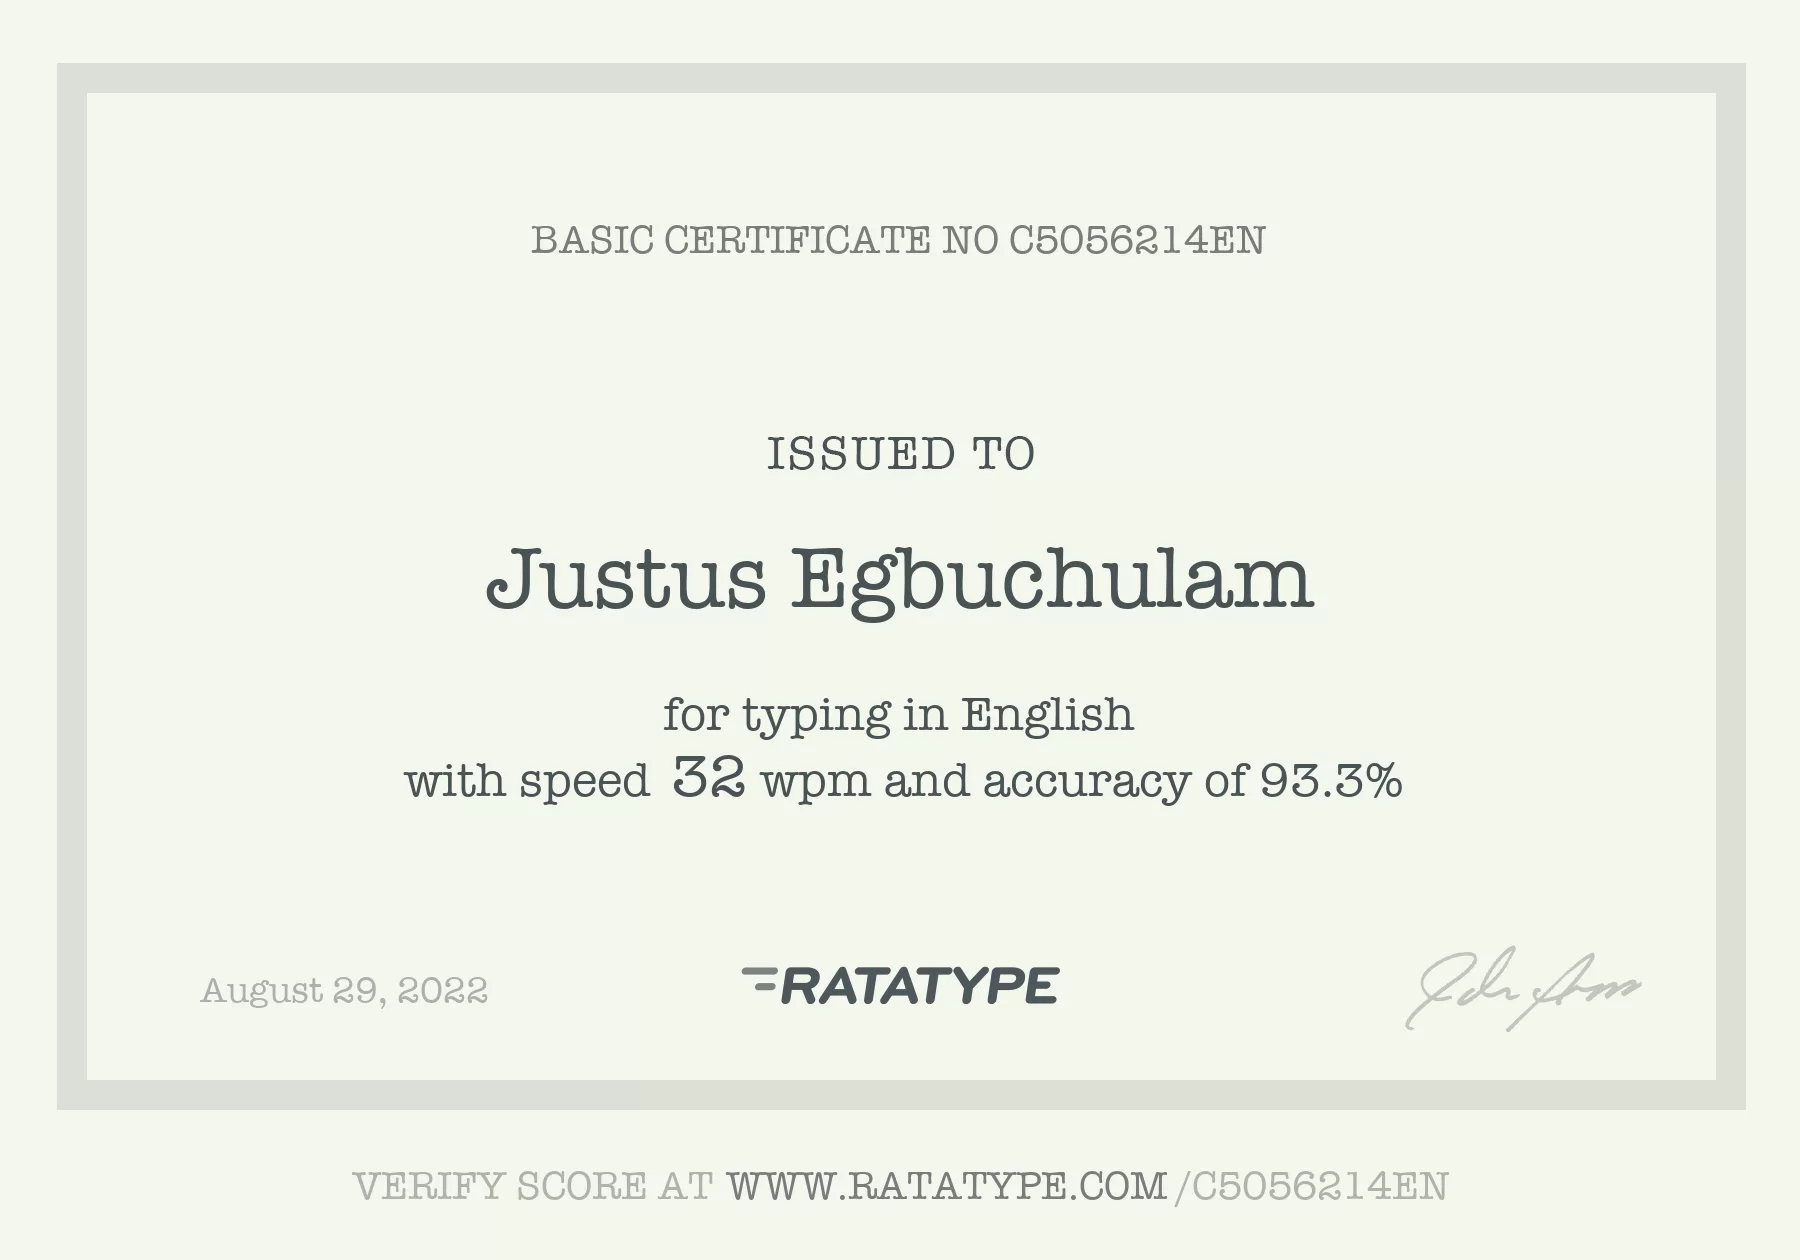 BASIC CERTIFICATE NO C5056214EN
ISSUED TO
Justus Egbuchulam
for typing in English
with speed 32 wpm and accuracy of 93.3%
August 29, 2022
RATATYPE
VERIFY SCORE AT WWW.RATATYPE.COM/C5056214EN